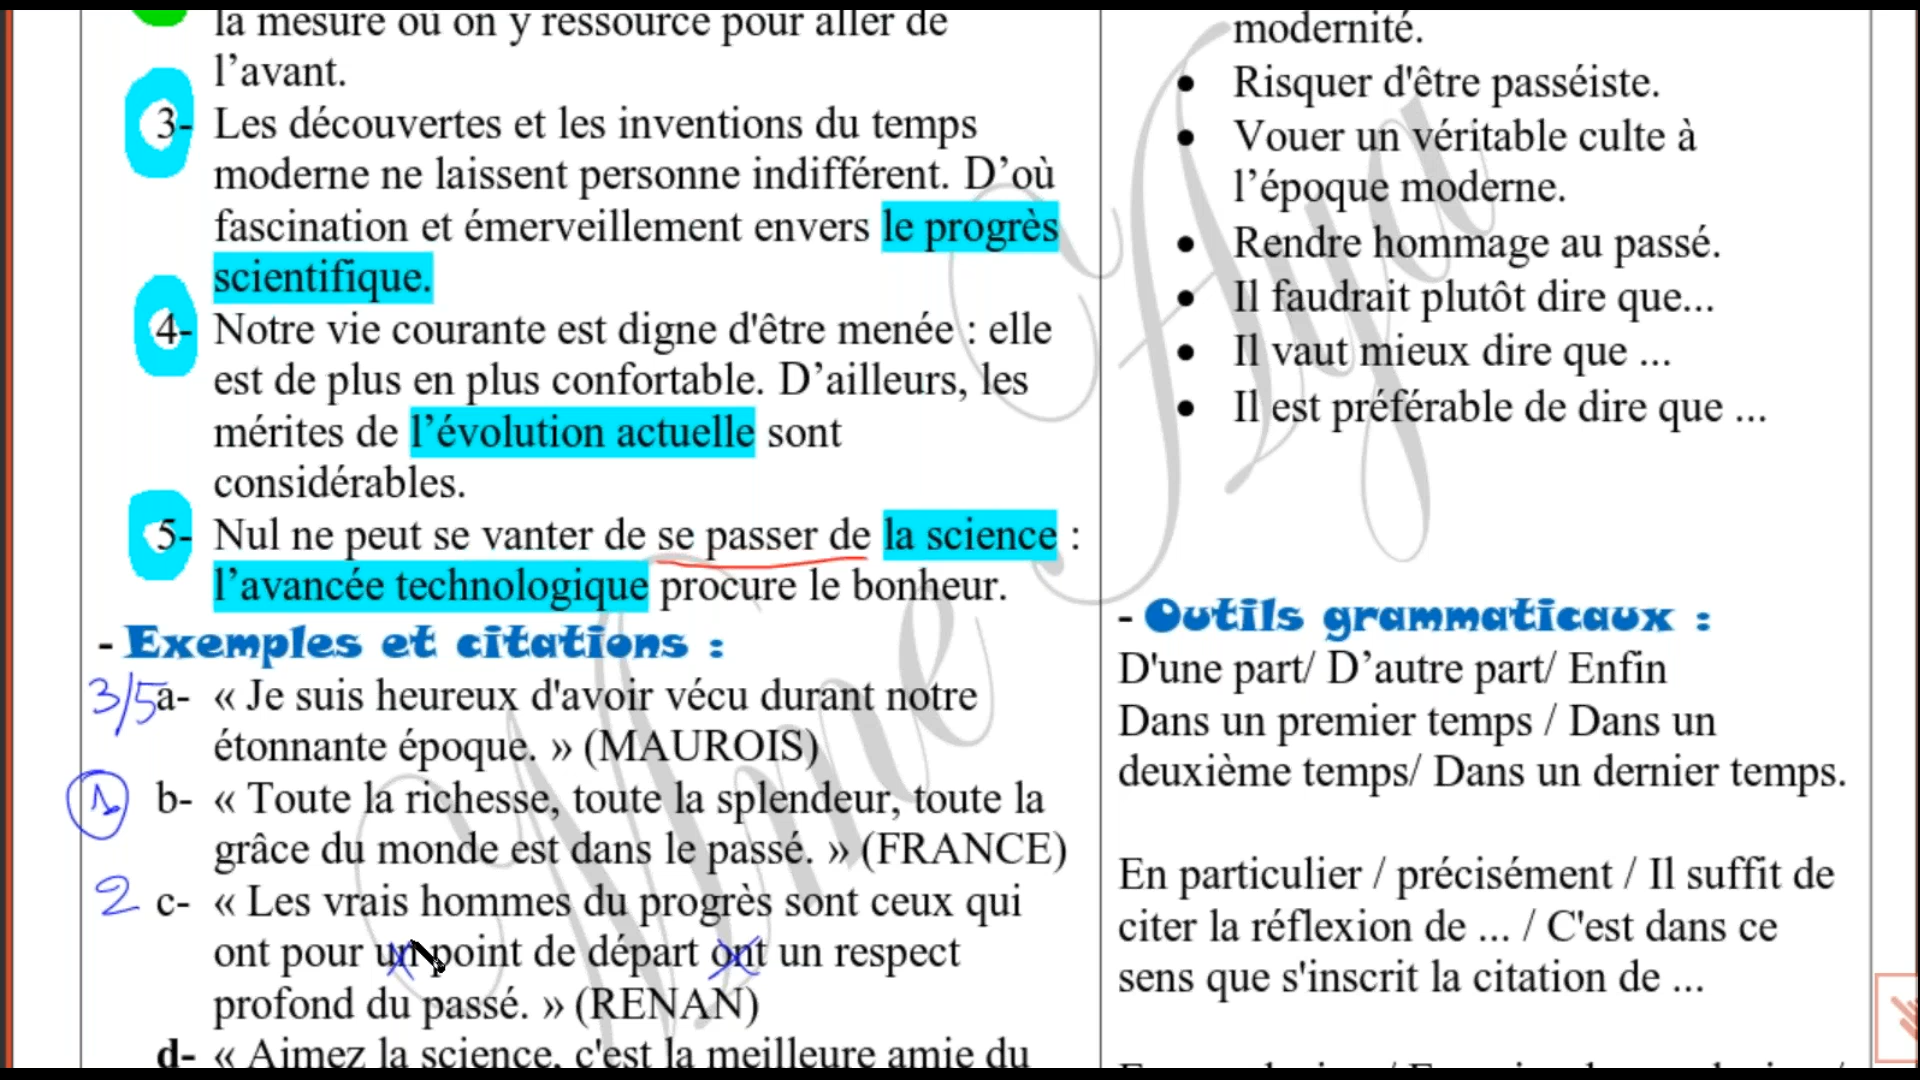 la mesure où on y ressource pour aller de
l’avant.
3- Les découvertes et les inventions du temps
moderne ne laissent personne indifférent. D’où
fascination et émerveillement envers le progrès
scientifique.
4- Notre vie courante est digne d'être menée : elle
est de plus en plus confortable. D’ailleurs, les
mérites de l’évolution actuelle sont
considérables.
5- Nul ne peut se vanter de se passer de la science :
l’avancée technologique procure le bonheur.
- Exemples et citations :
3/5 a- « Je suis heureux d'avoir vécu durant notre
étonnante époque. » (MAUROIS)
1 b- « Toute la richesse, toute la splendeur, toute la
grâce du monde est dans le passé. » (FRANCE)
2 c- « Les vrais hommes du progrès sont ceux qui
ont pour un point de départ ont un respect
profond du passé. » (RENAN)
d- « Aimez la science, c'est la meilleure amie du
modernité.
• Risquer d'être passéiste.
• Vouer un véritable culte à
l’époque moderne.
• Rendre hommage au passé.
• Il faudrait plutôt dire que...
• Il vaut mieux dire que ...
• Il est préférable de dire que ...
- Outils grammaticaux :
D'une part/ D’autre part/ Enfin
Dans un premier temps / Dans un
deuxième temps/ Dans un dernier temps.
En particulier / précisément / Il suffit de
citer la réflexion de ... / C'est dans ce
sens que s'inscrit la citation de ...
Mme Aya